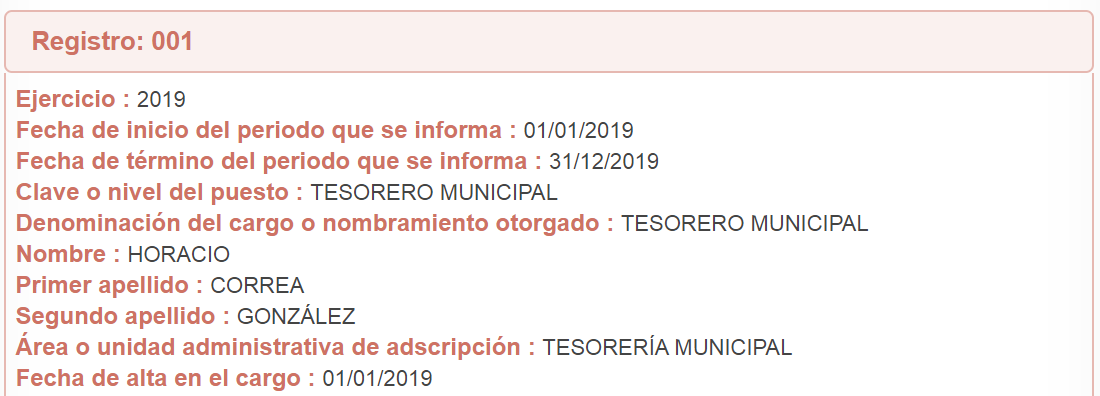 Registro: 001
Ejercicio : 2019
Fecha de inicio del periodo que se informa : 01/01/2019
Fecha de término del periodo que se informa : 31/12/2019
Clave o nivel del puesto : TESORERO MUNICIPAL
Denominación del cargo o nombramiento otorgado : TESORERO MUNICIPAL
Nombre : HORACIO
Primer apellido : CORREA
Segundo apellido : GONZÁLEZ
Área o unidad administrativa de adscripción : TESORERÍA MUNICIPAL
Fecha de alta en el cargo : 01/01/2019